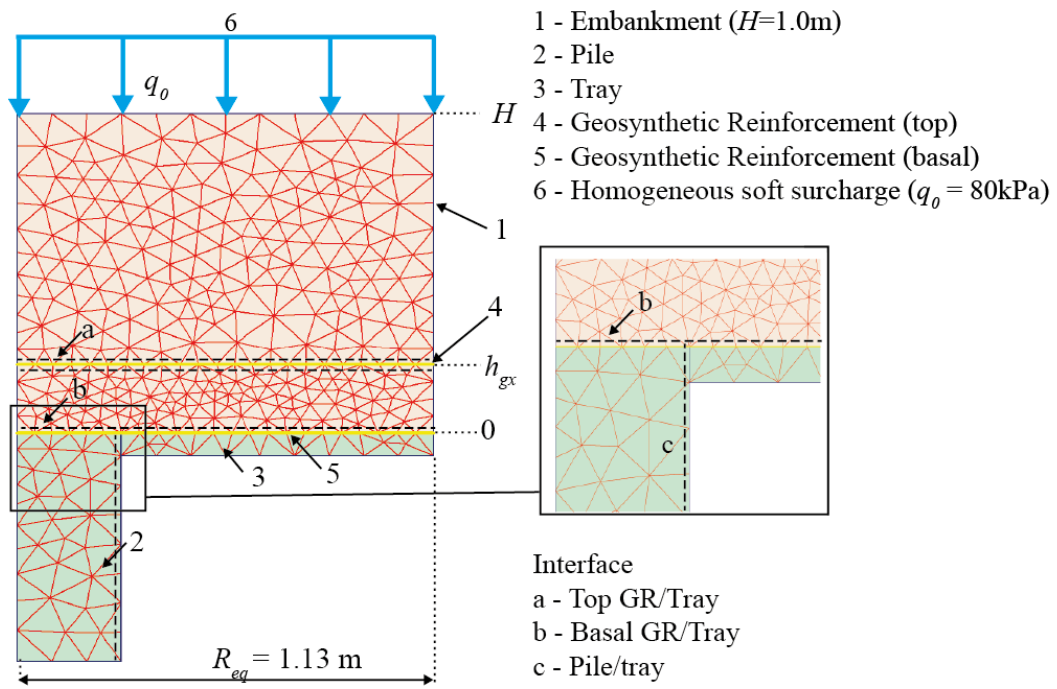 6
q₀
H
1
4
a
h_gx
b
0
3
5
2
R_eq = 1.13 m
1 - Embankment (H=1.0m)
2 - Pile
3 - Tray
4 - Geosynthetic Reinforcement (top)
5 - Geosynthetic Reinforcement (basal)
6 - Homogeneous soft surcharge (q₀ = 80kPa)
b
c
Interface
a - Top GR/Tray
b - Basal GR/Tray
c - Pile/tray